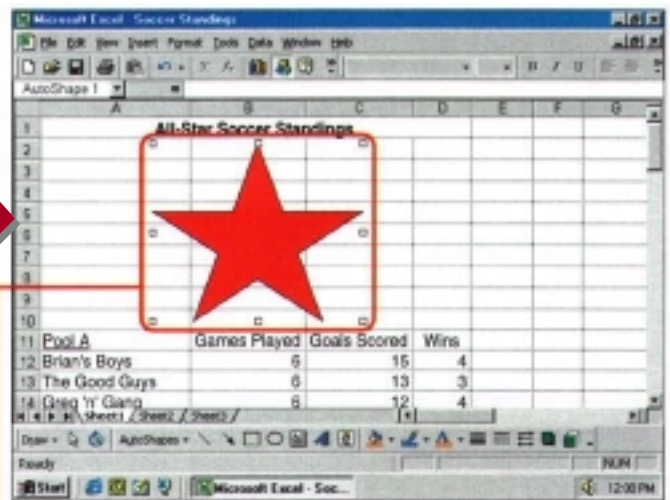 Microsoft Excel - Soccer Standings
File Edit View Insert Format Tools Data Window Help
B I U
AutoShape 1 =
A B C D E F G
1 All-Star Soccer Standings
2
3
4
5
6
7
8
9
10
11 Pool A Games Played Goals Scored Wins
12 Brian's Boys 6 15 4
13 The Good Guys 6 13 3
14 Greg 'n' Gang 6 12 4
Sheet1 / Sheet2 / Sheet3 /
Draw AutoShapes
Ready NUM
Start Microsoft Excel - Soc... 12:00 PM